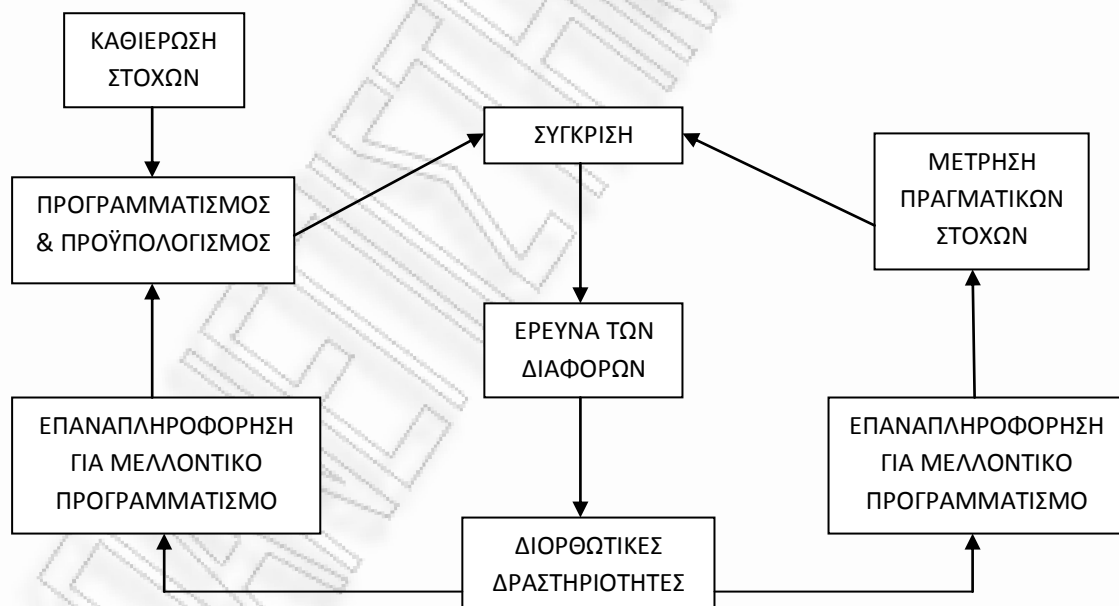 ΚΑΘΙΕΡΩΣΗ
ΣΤΟΧΩΝ
ΣΥΓΚΡΙΣΗ
ΜΕΤΡΗΣΗ
ΠΡΑΓΜΑΤΙΚΩΝ
ΣΤΟΧΩΝ
ΠΡΟΓΡΑΜΜΑΤΙΣΜΟΣ
& ΠΡΟΫΠΟΛΟΓΙΣΜΟΣ
ΕΡΕΥΝΑ ΤΩΝ
ΔΙΑΦΟΡΩΝ
ΕΠΑΝΑΠΛΗΡΟΦΟΡΗΣΗ
ΓΙΑ ΜΕΛΛΟΝΤΙΚΟ
ΠΡΟΓΡΑΜΜΑΤΙΣΜΟ
ΕΠΑΝΑΠΛΗΡΟΦΟΡΗΣΗ
ΓΙΑ ΜΕΛΛΟΝΤΙΚΟ
ΠΡΟΓΡΑΜΜΑΤΙΣΜΟ
ΔΙΟΡΘΩΤΙΚΕΣ
ΔΡΑΣΤΗΡΙΟΤΗΤΕΣ